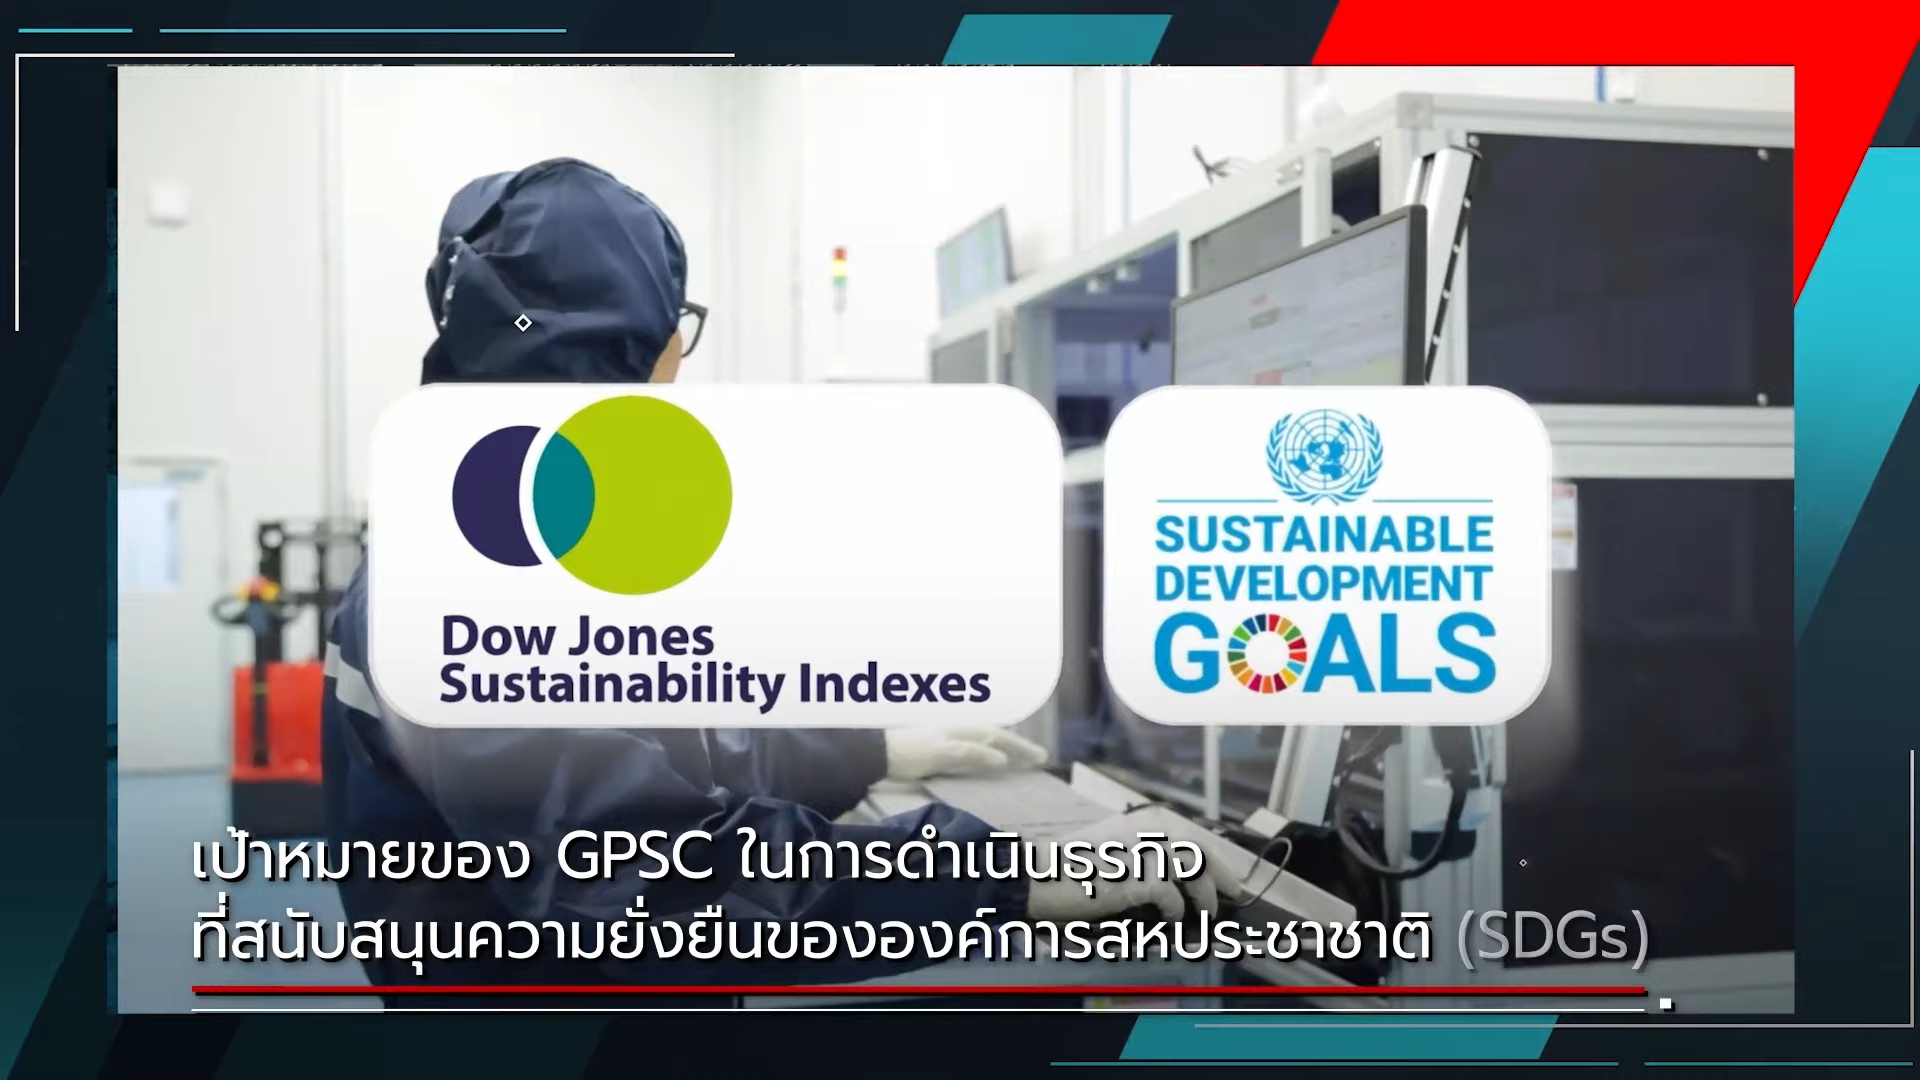 Dow Jones
Sustainability Indexes
SUSTAINABLE
DEVELOPMENT
GOALS
เป้าหมายของ GPSC ในการดำเนินธุรกิจ
ที่สนับสนุนความยั่งยืนขององค์การสหประชาชาติ (SDGs)